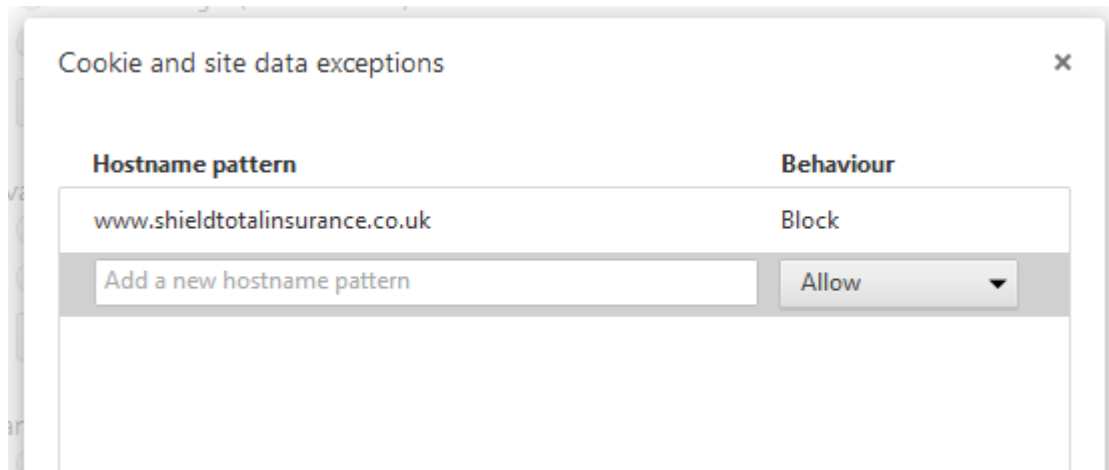 Cookie and site data exceptions ×
Hostname pattern Behaviour
www.shieldtotalinsurance.co.uk Block
Add a new hostname pattern Allow